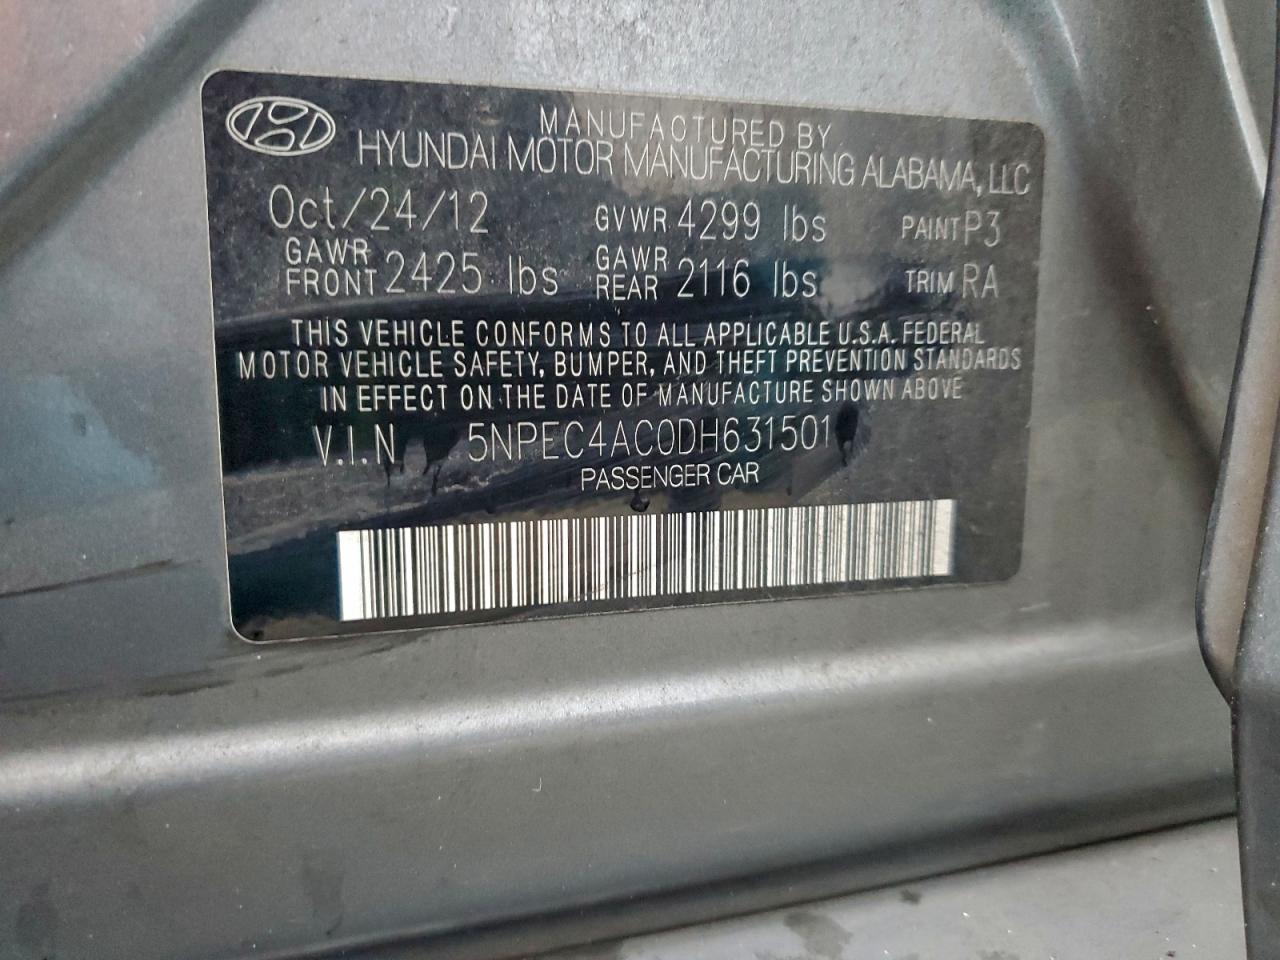 MANUFACTURED BY
HYUNDAI MOTOR MANUFACTURING ALABAMA, LLC
Oct/24/12 GVWR 4299 lbs PAINT P3
GAWR FRONT 2425 lbs GAWR REAR 2116 lbs TRIM RA
THIS VEHICLE CONFORMS TO ALL APPLICABLE U.S.A. FEDERAL
MOTOR VEHICLE SAFETY, BUMPER, AND THEFT PREVENTION STANDARDS
IN EFFECT ON THE DATE OF MANUFACTURE SHOWN ABOVE
V.I.N 5NPEC4AC0DH631501
PASSENGER CAR